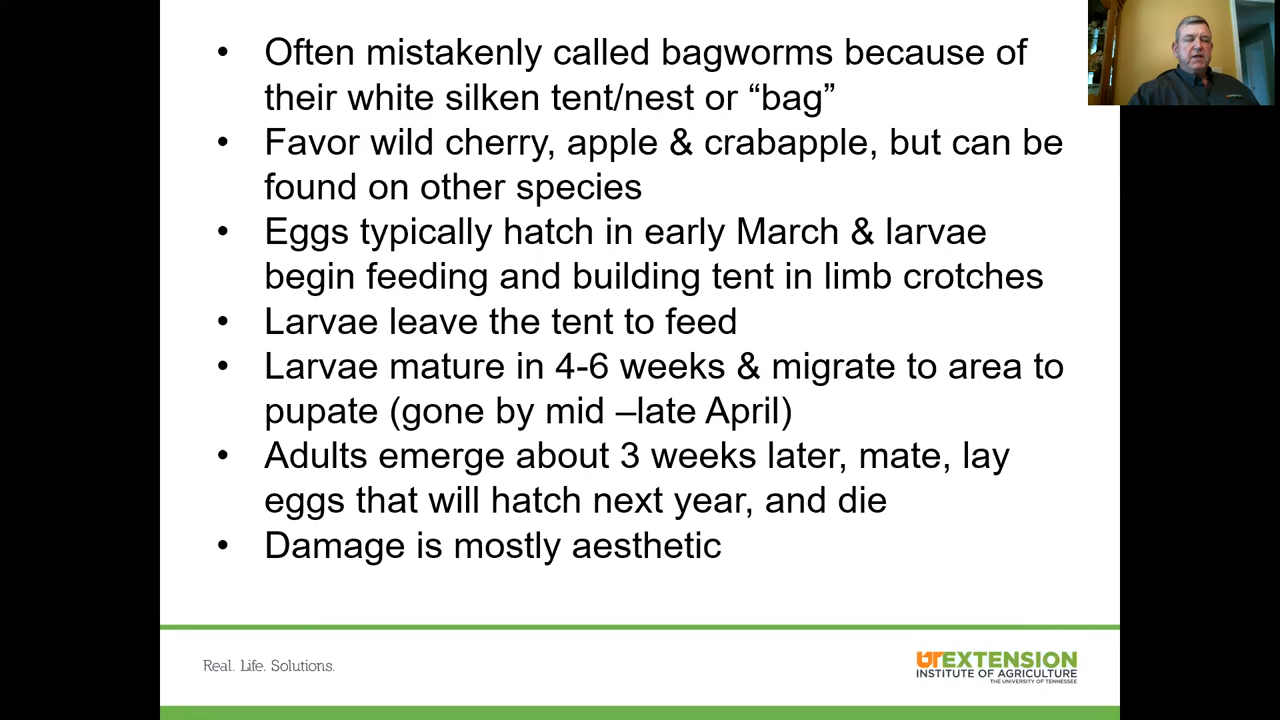 • Often mistakenly called bagworms because of
their white silken tent/nest or “bag”
• Favor wild cherry, apple & crabapple, but can be
found on other species
• Eggs typically hatch in early March & larvae
begin feeding and building tent in limb crotches
• Larvae leave the tent to feed
• Larvae mature in 4-6 weeks & migrate to area to
pupate (gone by mid –late April)
• Adults emerge about 3 weeks later, mate, lay
eggs that will hatch next year, and die
• Damage is mostly aesthetic
Real. Life. Solutions.
UT EXTENSION
INSTITUTE OF AGRICULTURE
THE UNIVERSITY OF TENNESSEE